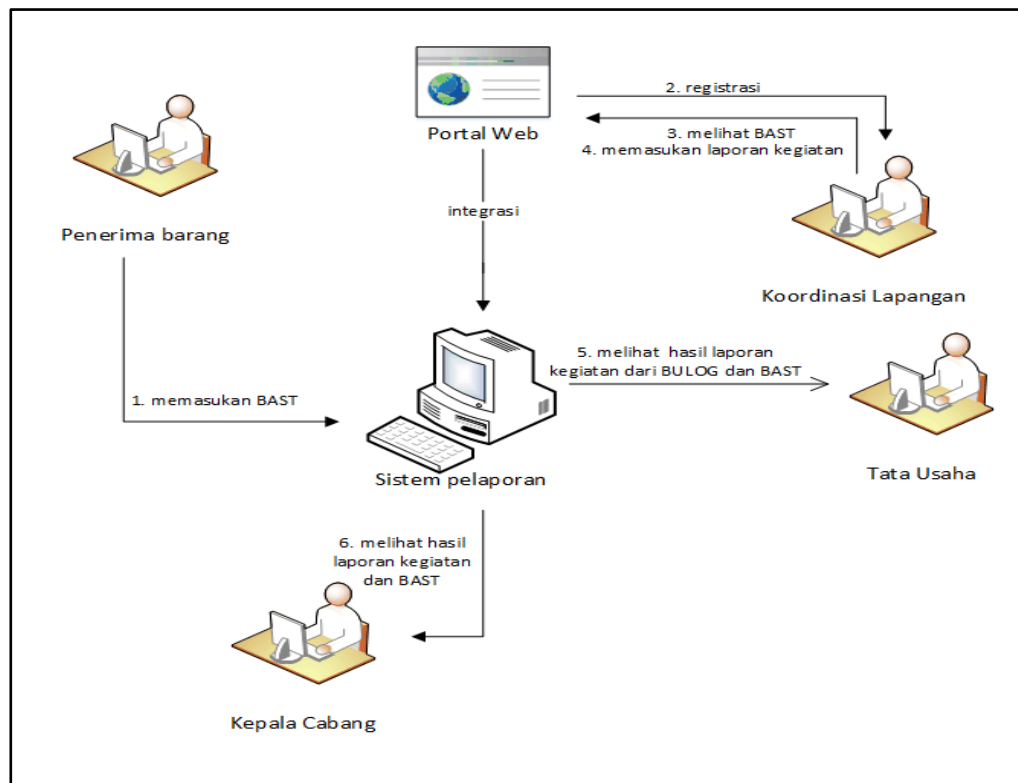 Portal Web
2. registrasi
3. melihat BAST
4. memasukan laporan kegiatan
Penerima barang
integrasi
Koordinasi Lapangan
1. memasukan BAST
Sistem pelaporan
5. melihat hasil laporan
kegiatan dari BULOG dan BAST
Tata Usaha
6. melihat hasil
laporan kegiatan
dan BAST
Kepala Cabang